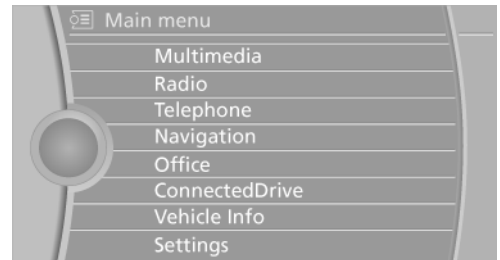 Main menu
Multimedia
Radio
Telephone
Navigation
Office
ConnectedDrive
Vehicle Info
Settings